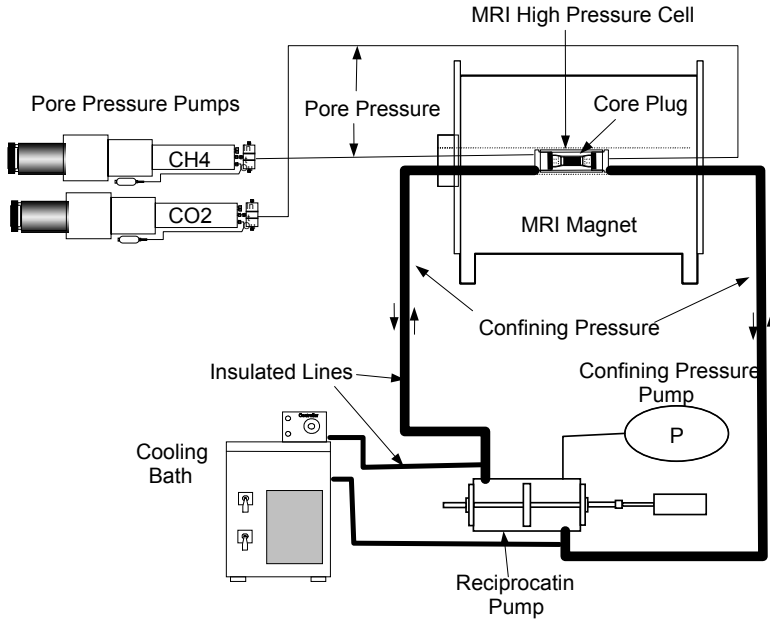 MRI High Pressure Cell
Pore Pressure Pumps
Pore Pressure
Core Plug
CH4
CO2
MRI Magnet
Confining Pressure
Insulated Lines
Confining Pressure
Pump
Controller
P
Cooling
Bath
Reciprocatin
Pump